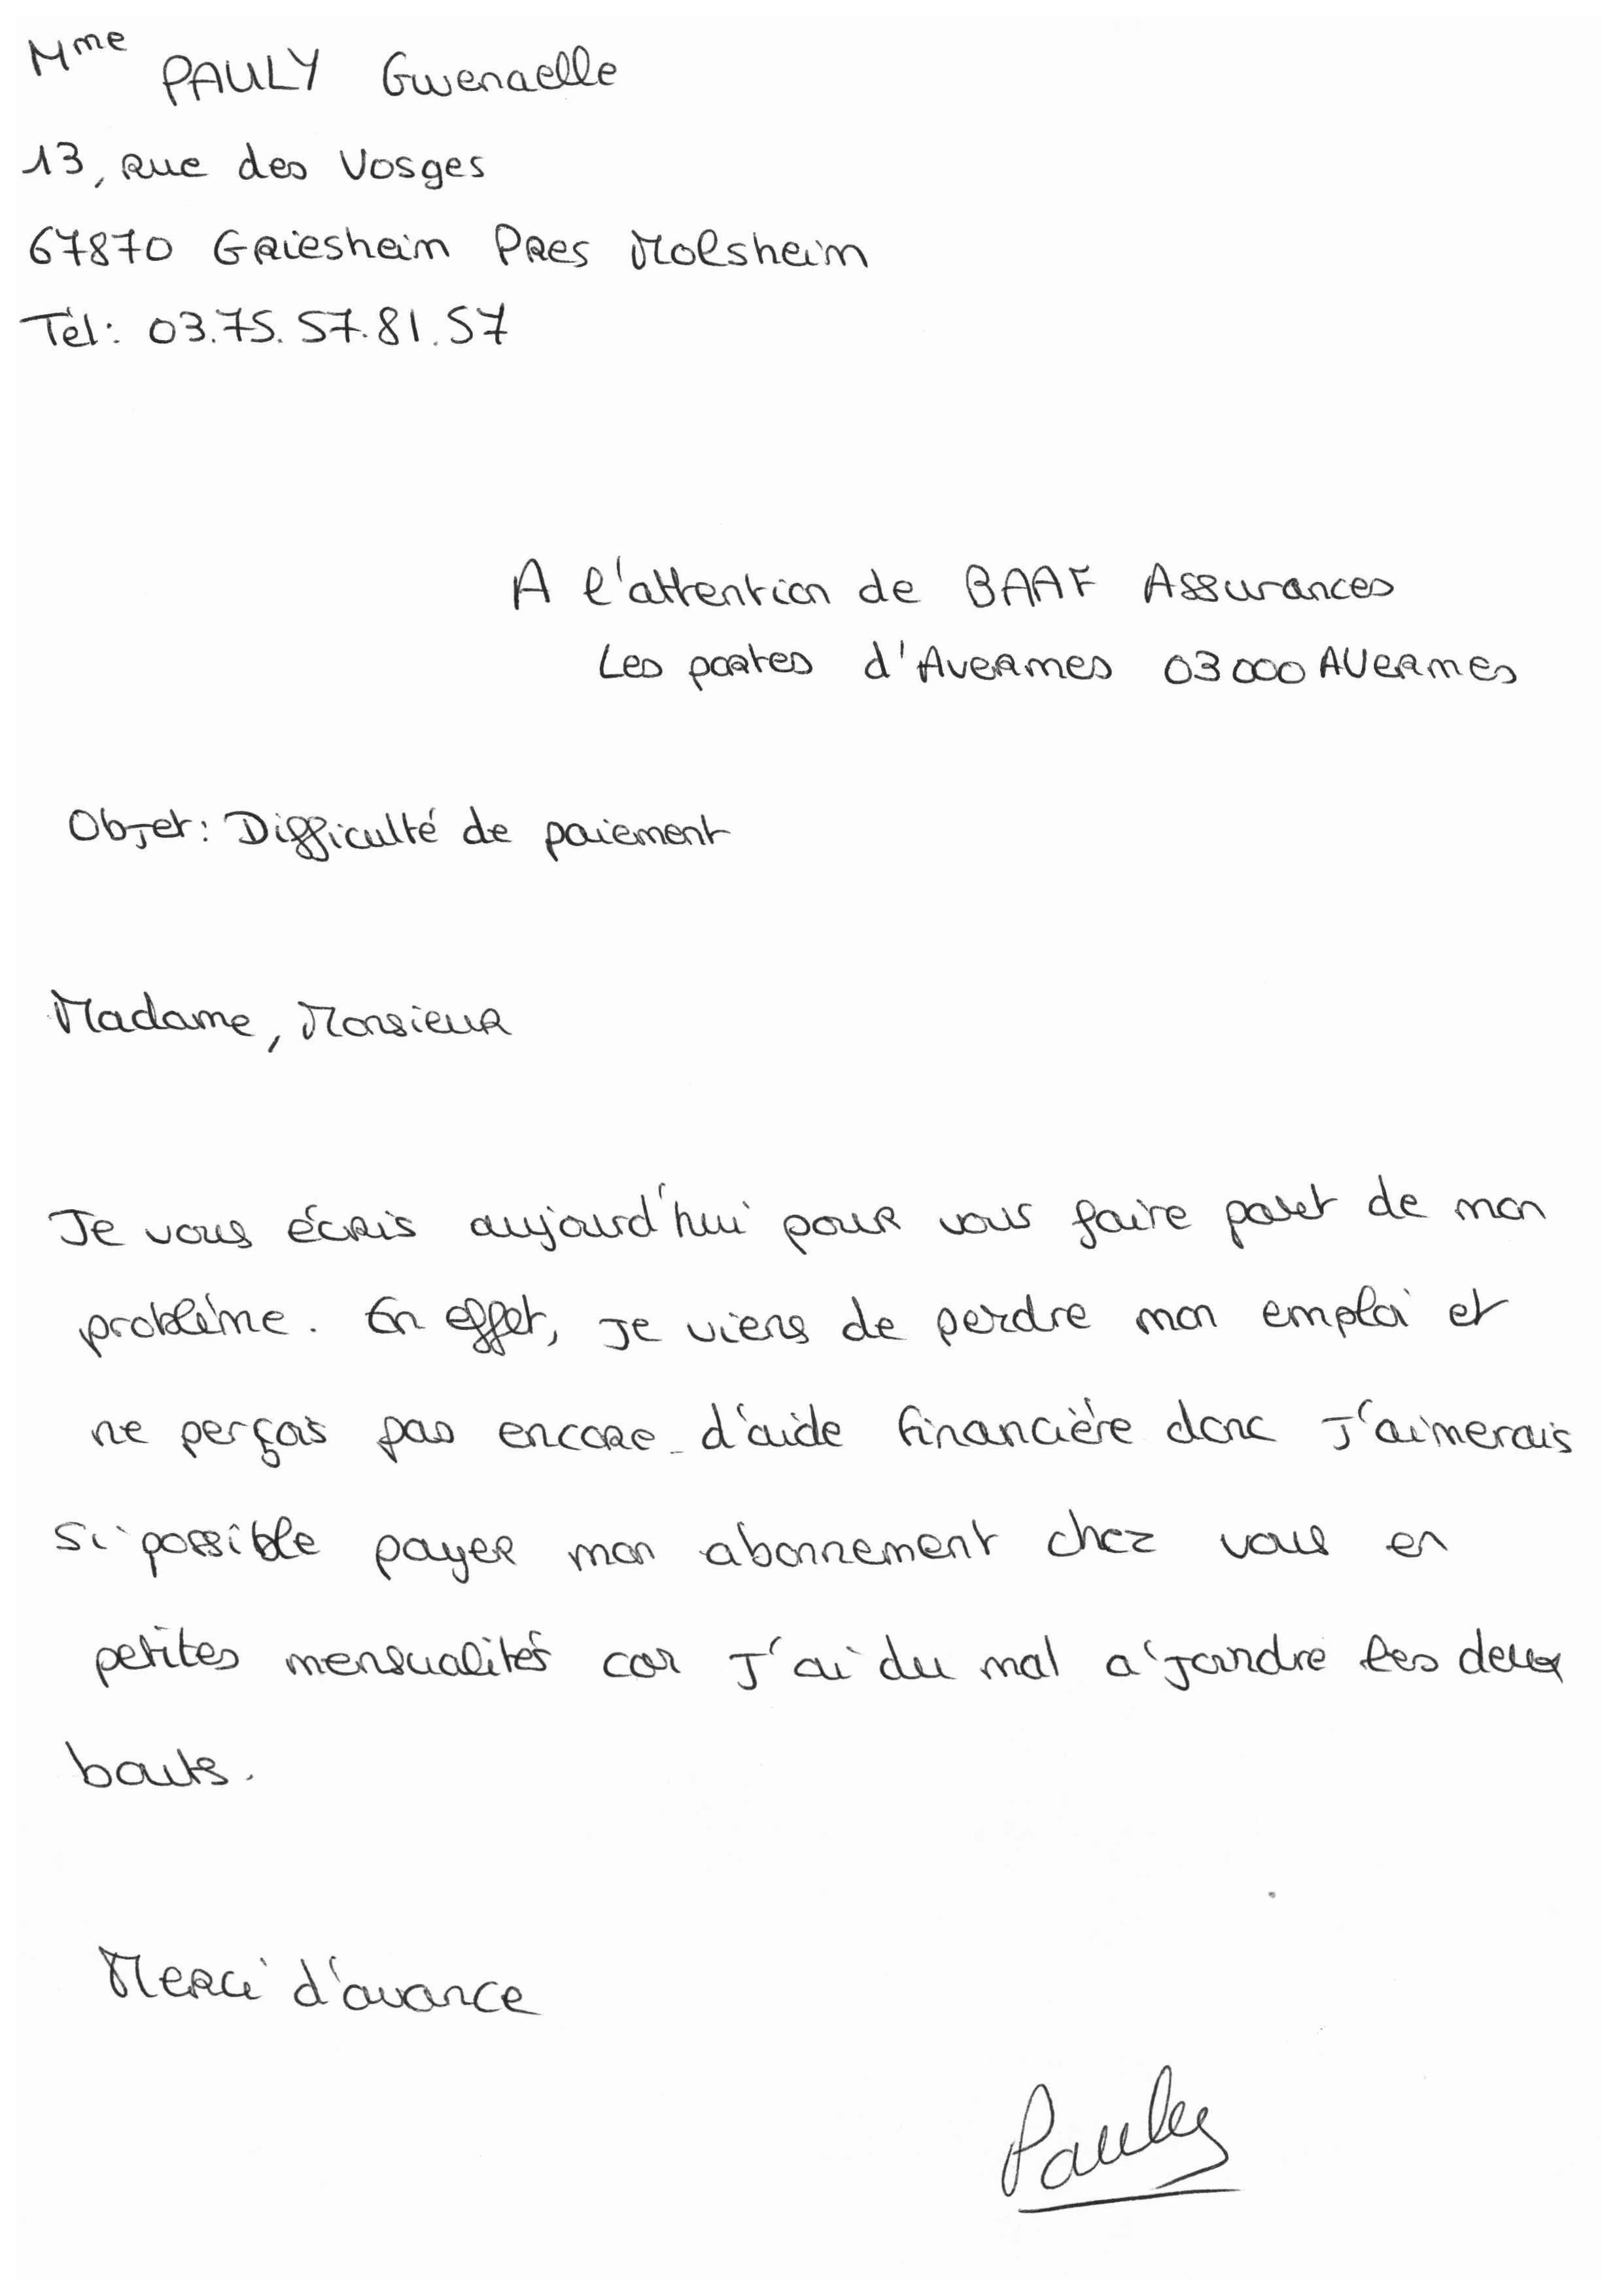 Mme PAULY Gwenaelle
13, Rue des Vosges
67870 Griesheim Pres Molsheim
Tèl: 03.75.57.81.57
A l'attention de BAAF Assurances
Les portes d'Avermes 03000 AVERMES
Objet: Difficulté de paiement
Madame, Monsieur
Je vous écris aujourd'hui pour vous faire part de mon
problème. En effet, je viens de perdre mon emploi et
ne perçois pas encore d'aide financière donc J'aimerais
si possible payer mon abonnement chez vous en
petites mensualités car J'ai du mal a' joindre les deux
bouts.
Merci d'avance
Pauly